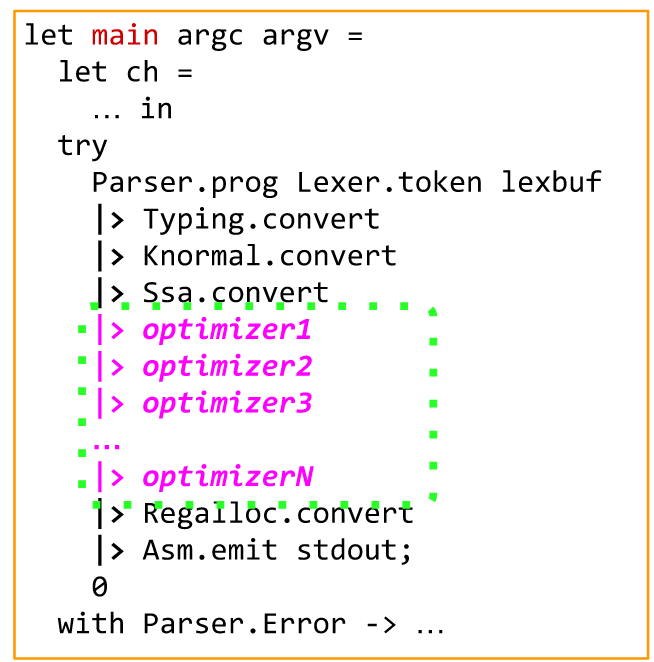 let main argc argv =
let ch =
... in
try
Parser.prog Lexer.token lexbuf
|> Typing.convert
|> Knormal.convert
|> Ssa.convert
|> optimizer1
|> optimizer2
|> optimizer3
...
|> optimizerN
|> Regalloc.convert
|> Asm.emit stdout;
0
with Parser.Error -> ...